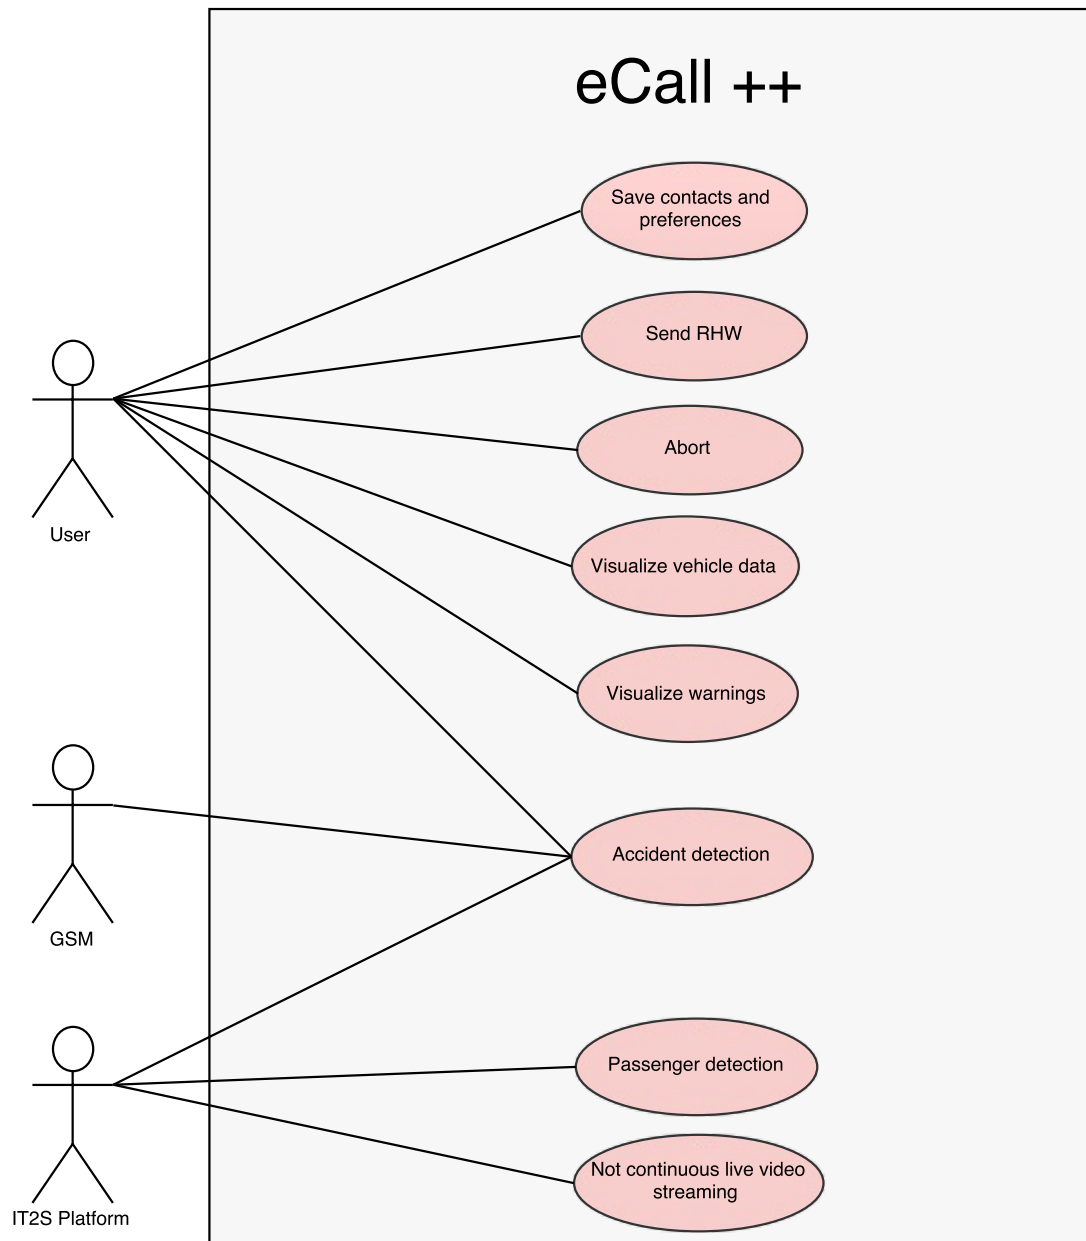 eCall ++
Save contacts and
preferences
Send RHW
Abort
User
Visualize vehicle data
Visualize warnings
Accident detection
GSM
Passenger detection
Not continuous live video
streaming
IT2S Platform